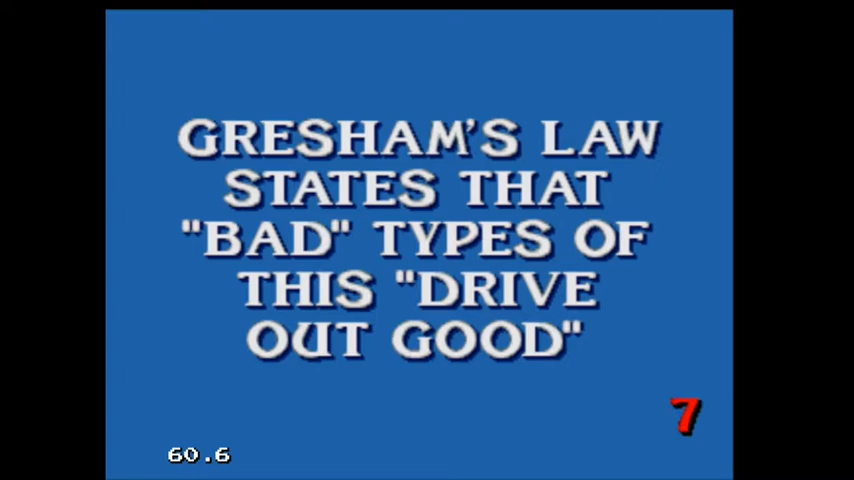 GRESHAM'S LAW
STATES THAT
"BAD" TYPES OF
THIS "DRIVE
OUT GOOD"
7
60.6